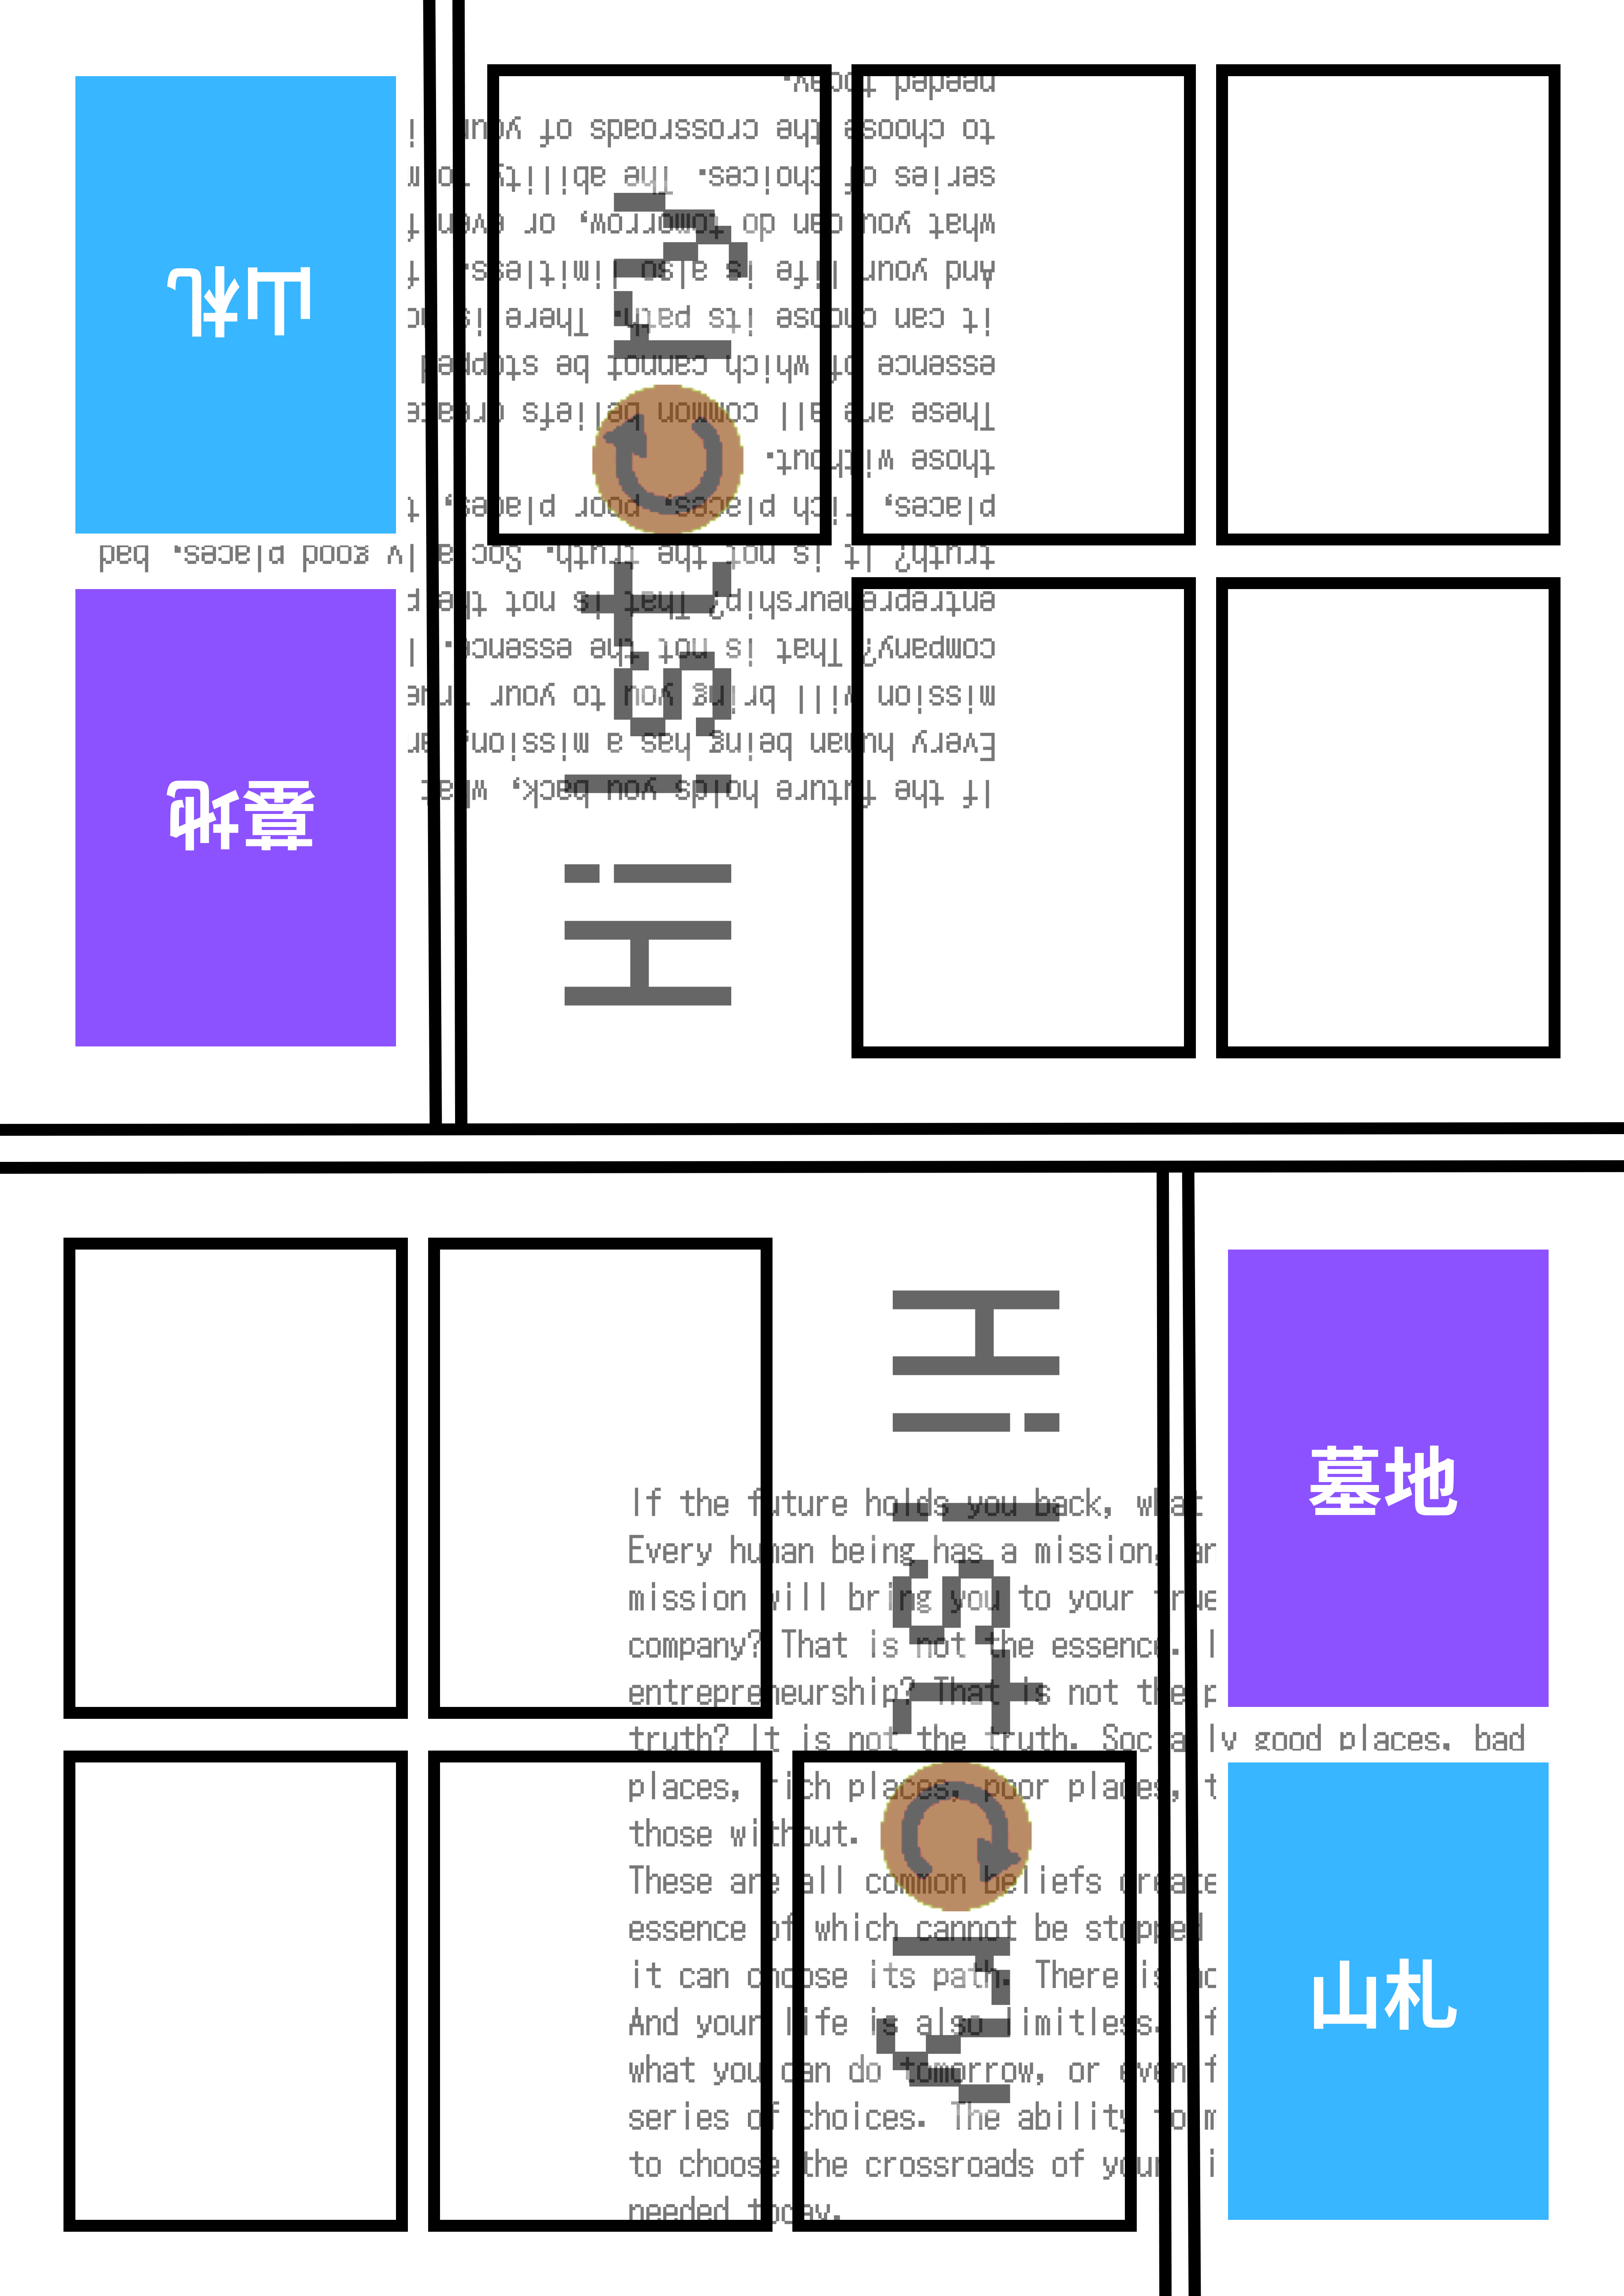 山札
墓地
Hi history
needed today.
to choose the crossroads of your
series of choices. The ability to
what you can do tomorrow, or even
And your life is also limitless.
it can choose its path. There is
essence of which cannot be stopped
These are all common beliefs
those without.
places, rich places, poor places,
truth? It is not the truth. good places, bad
entrepreneurship? That is not the
company? That is not the essence.
mission will bring you to your true
Every human being has a mission,
If the future holds you back, what
Hi history
墓地
山札
If the future holds you back, what
Every human being has a mission,
mission will bring you to your true
company? That is not the essence.
entrepreneurship? That is not the
truth? It is not the truth. good places, bad
places, rich places, poor places,
those without.
These are all common beliefs
essence of which cannot be stopped
it can choose its path. There is
And your life is also limitless.
what you can do tomorrow, or even
series of choices. The ability to
to choose the crossroads of your
needed today.